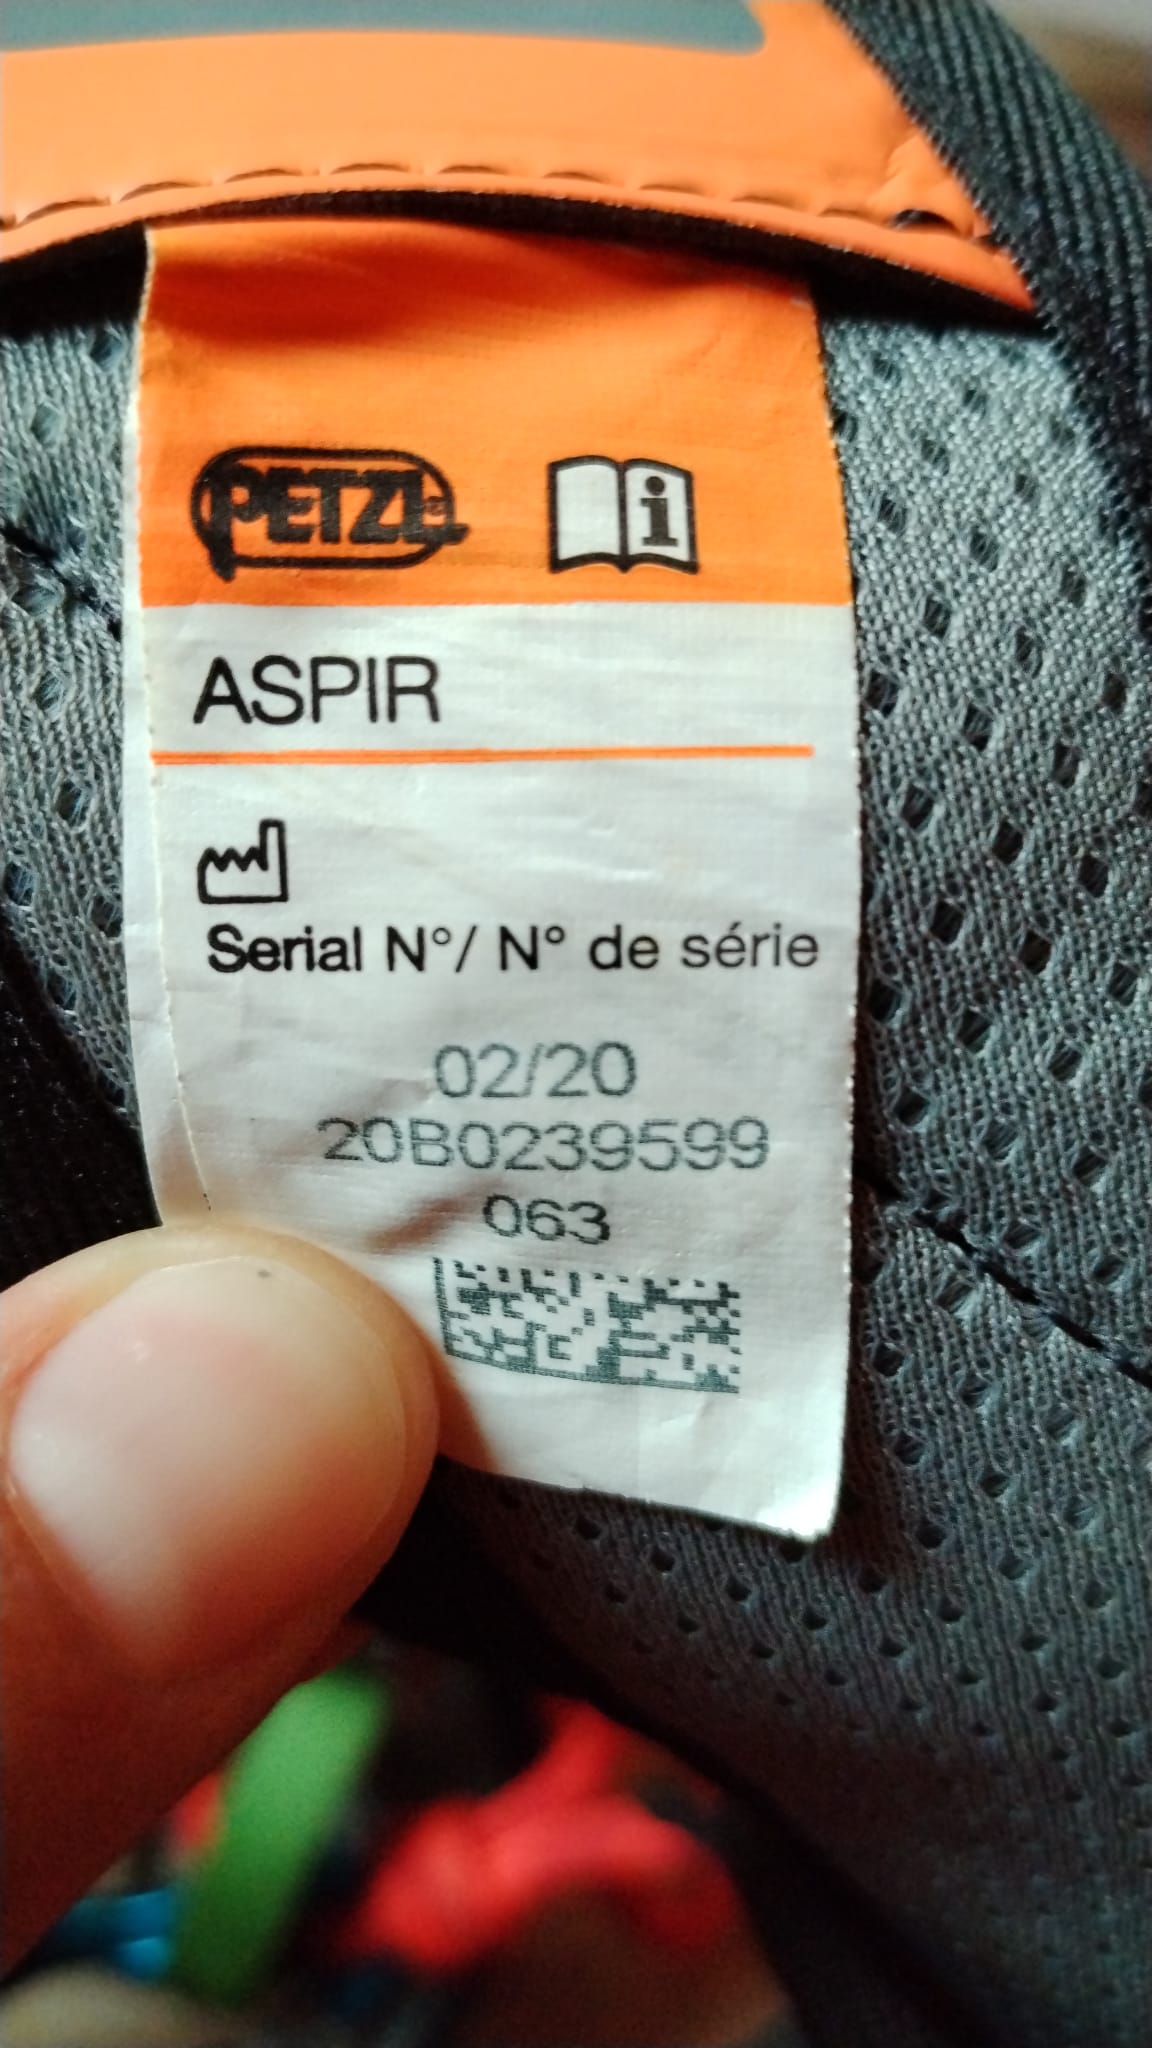 PETZL
i
ASPIR
Serial N°/ N° de série
02/20
20B0239599
063